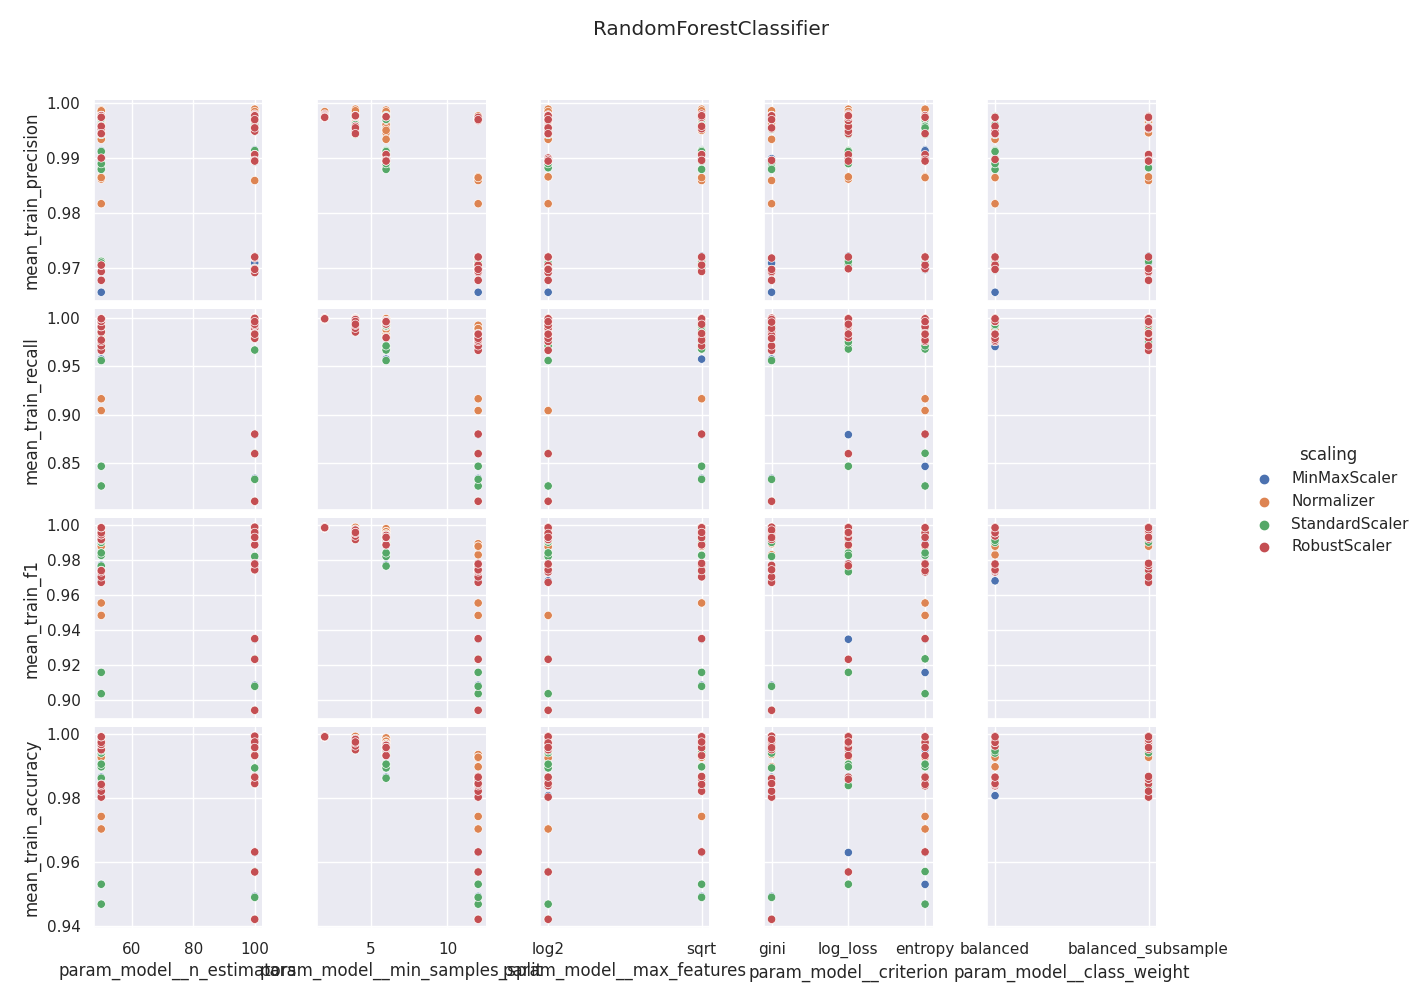 RandomForestClassifier
mean_train_precision
1.00
0.99
0.98
0.97
mean_train_recall
1.00
0.95
0.90
0.85
mean_train_f1
1.00
0.98
0.96
0.94
0.92
0.90
mean_train_accuracy
1.00
0.98
0.96
0.94
60 80 100
param_model__n_estimators
5 10
param_model__min_samples_split
log2 sqrt
param_model__max_features
gini log_loss entropy
param_model__criterion
balanced balanced_subsample
param_model__class_weight
scaling
MinMaxScaler
Normalizer
StandardScaler
RobustScaler